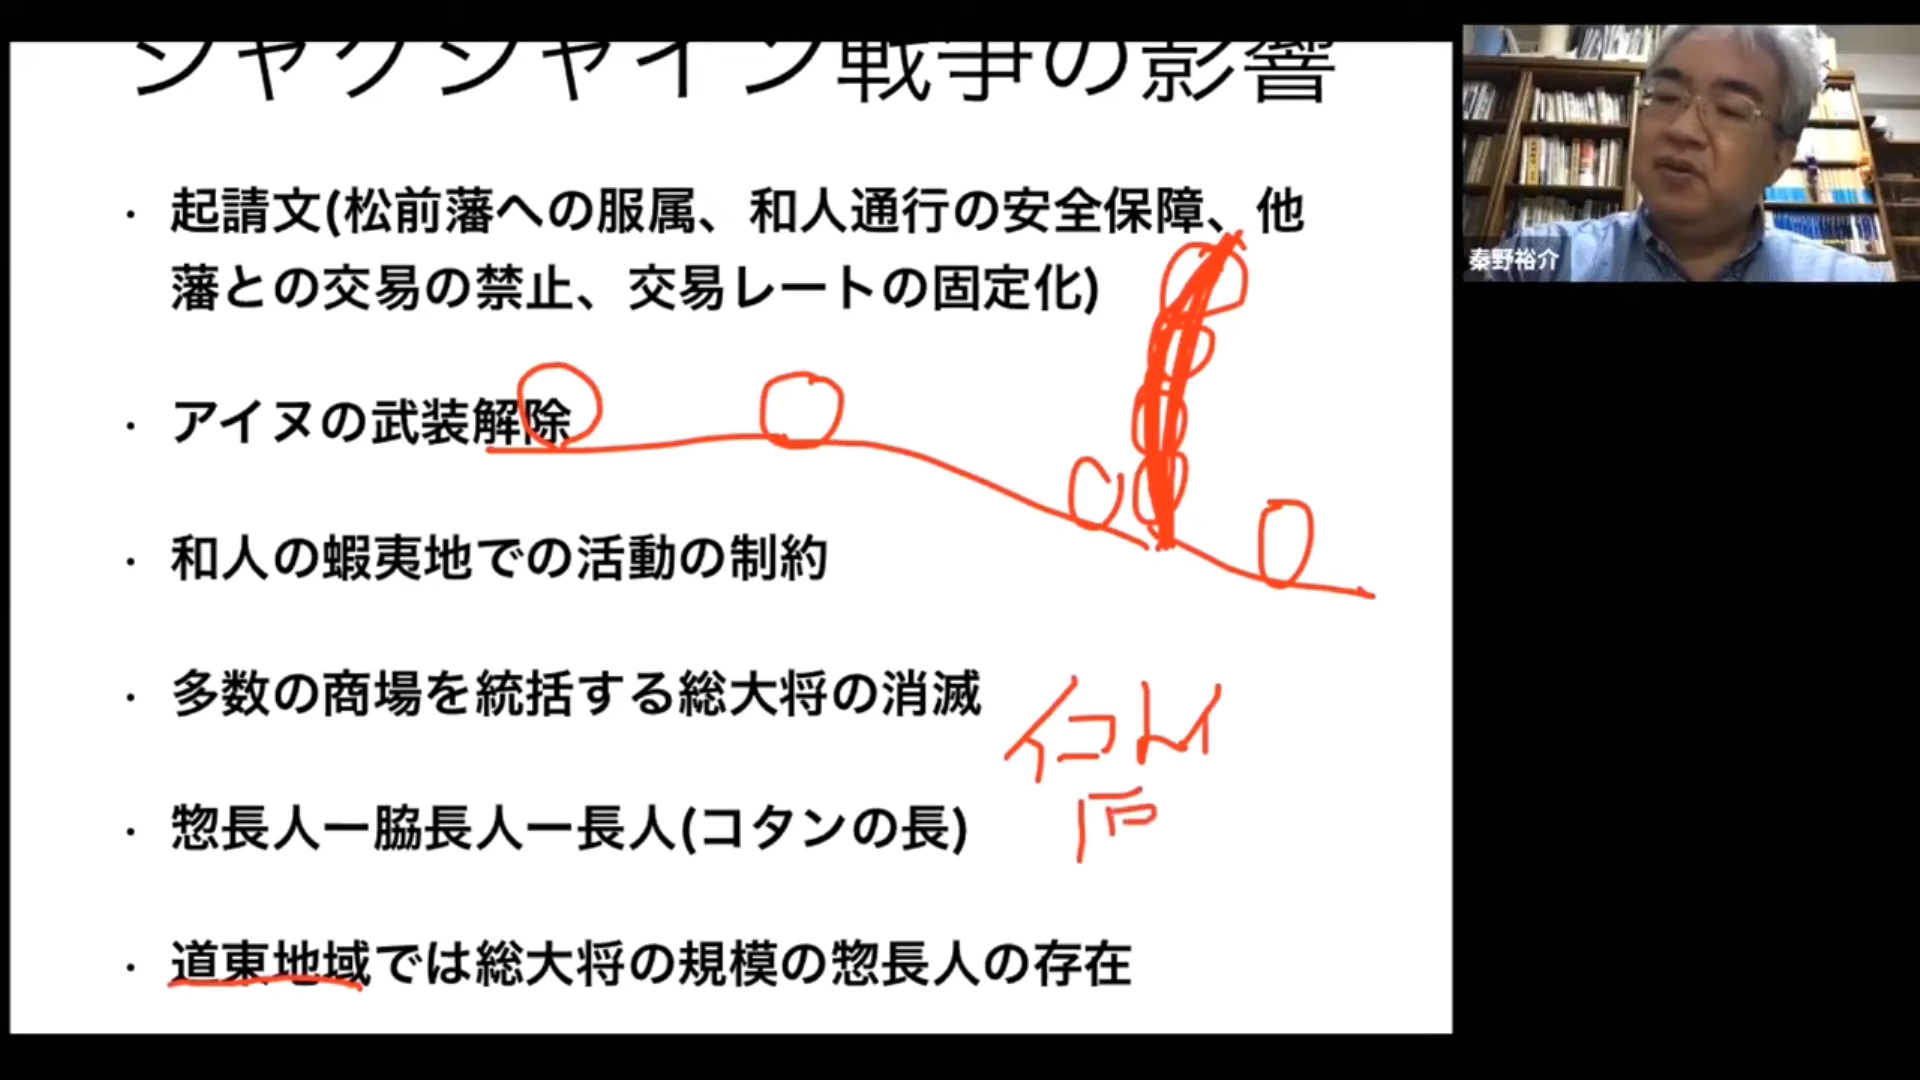 シャクシャイン戦争の影響
・ 起請文(松前藩への服属、和人通行の安全保障、他
藩との交易の禁止、交易レートの固定化)
・ アイヌの武装解除
・ 和人の蝦夷地での活動の制約
・ 多数の商場を統括する総大将の消滅
・ 惣長人ー脇長人ー長人(コタンの長)
・ 道東地域では総大将の規模の惣長人の存在
イコトイ
秦野裕介